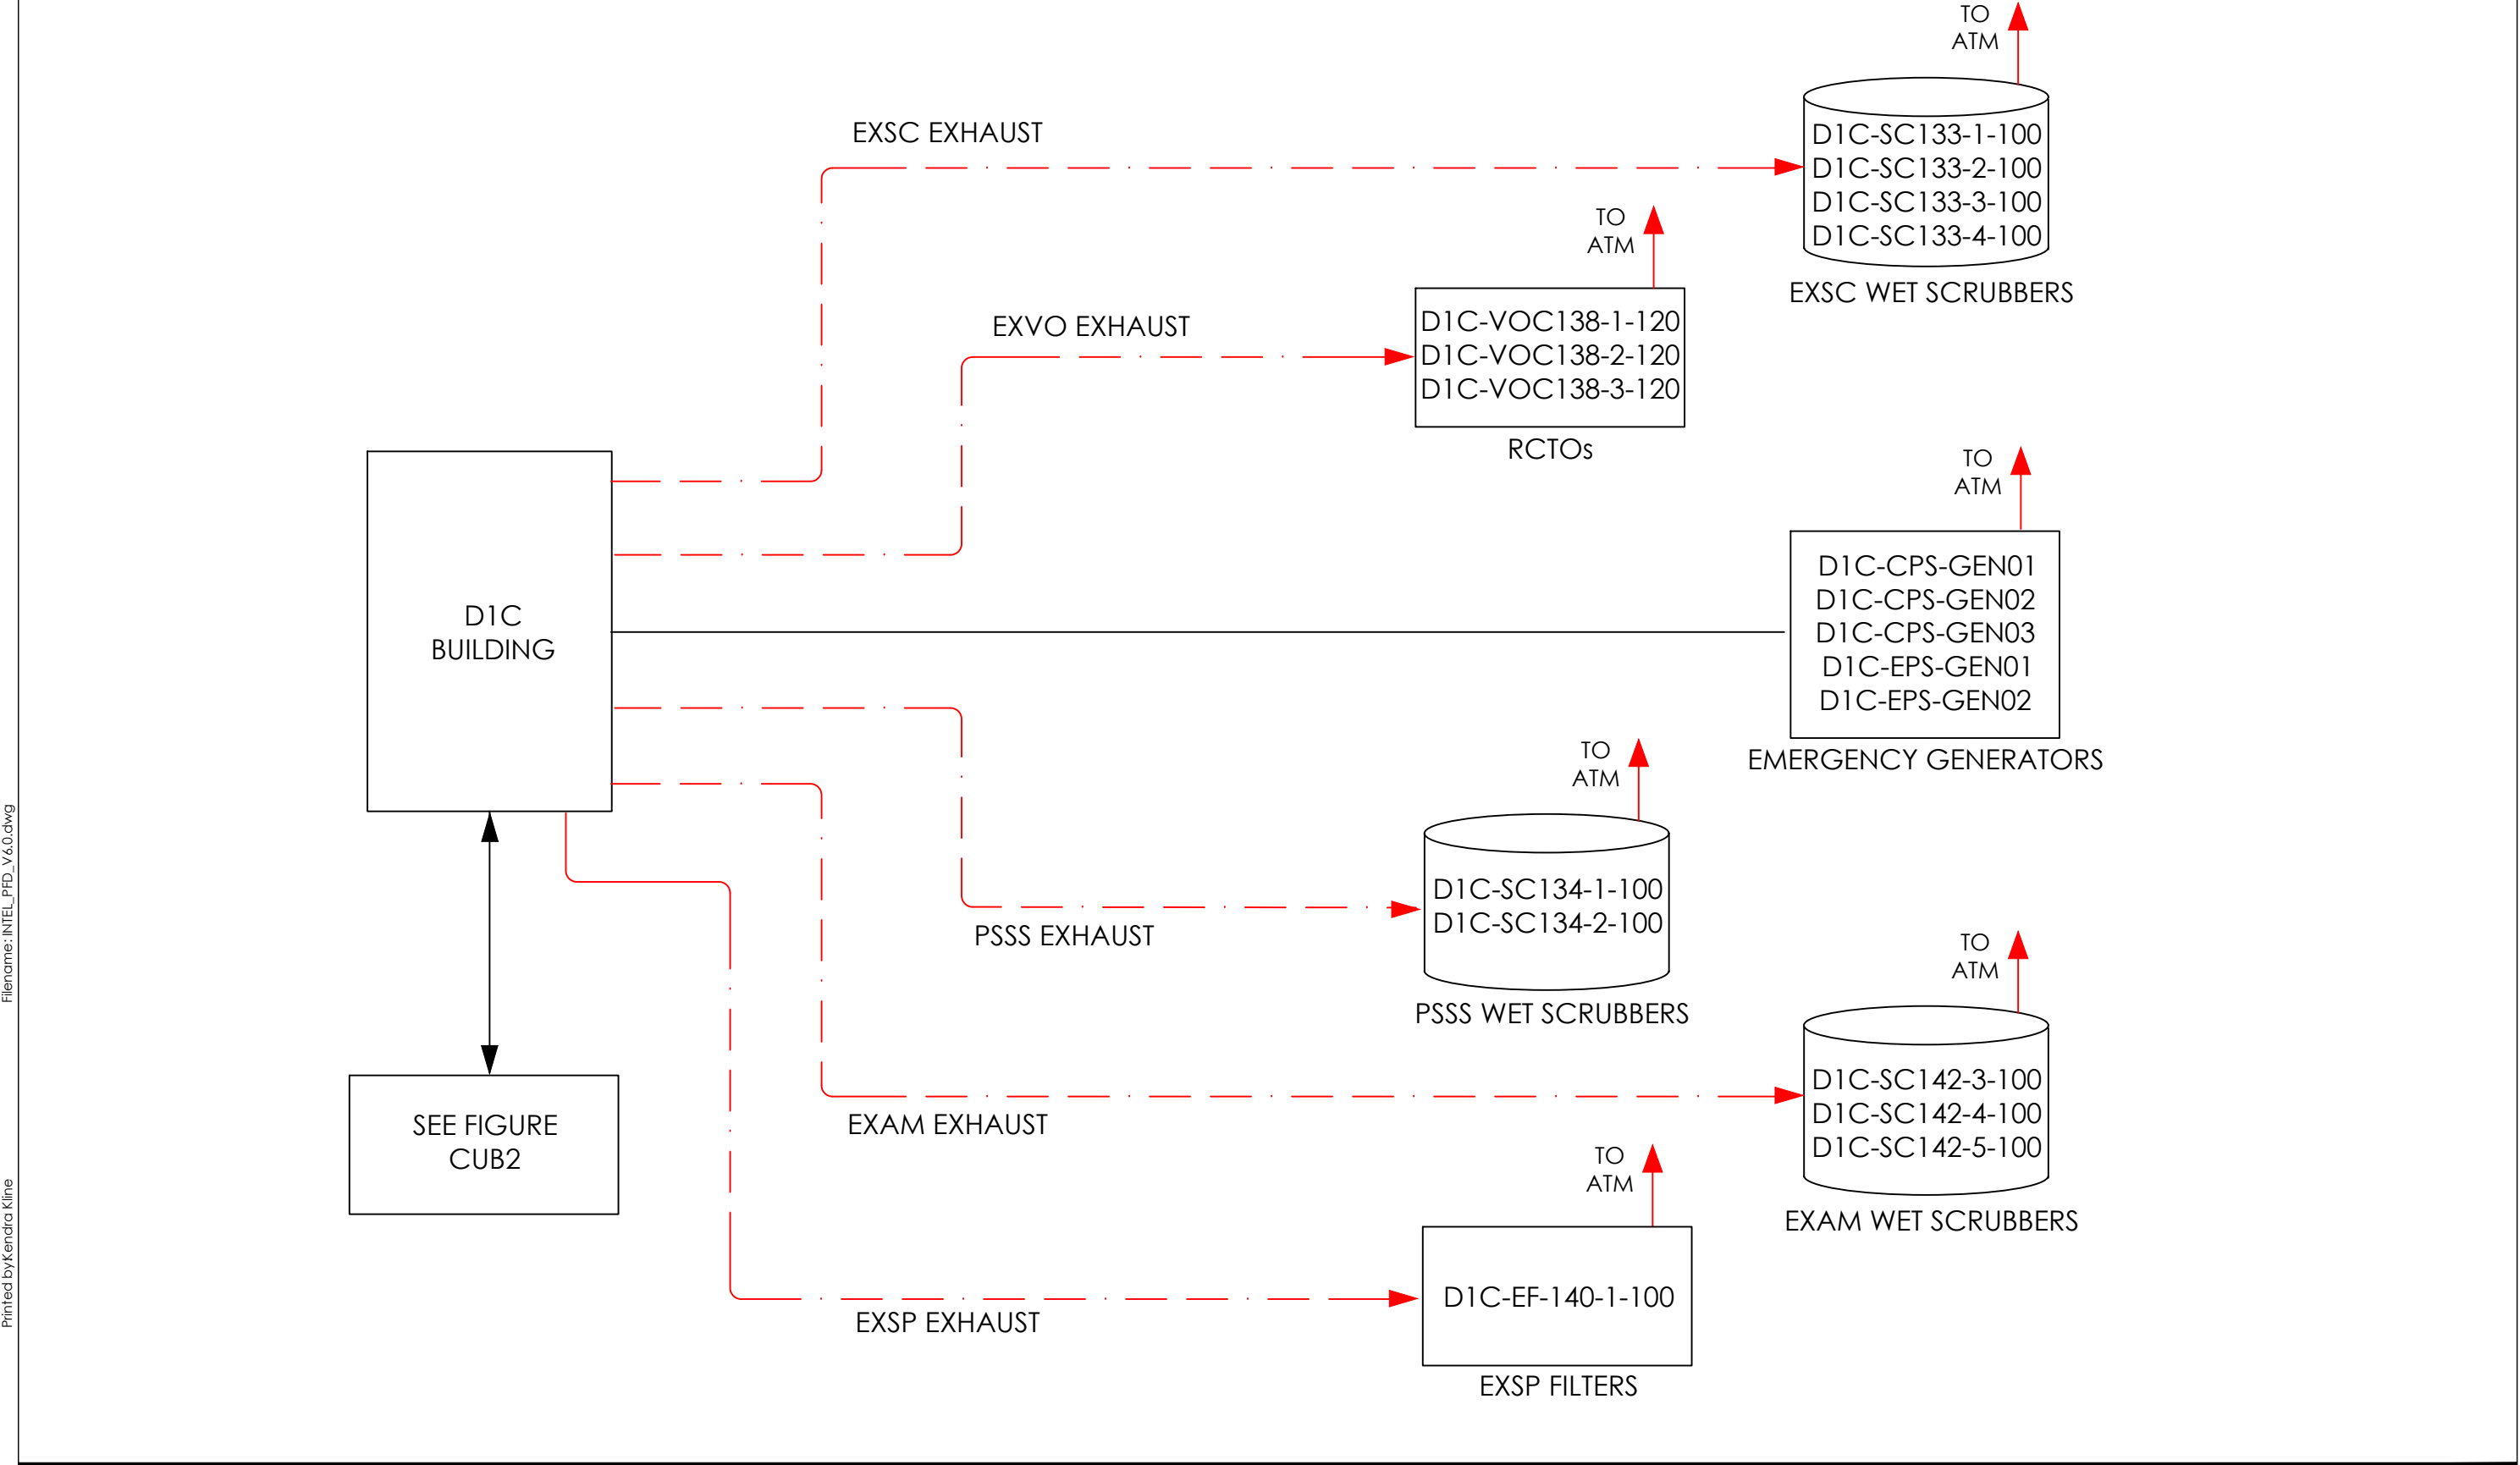 TO
ATM
EXSC EXHAUST
D1C-SC133-1-100
D1C-SC133-2-100
D1C-SC133-3-100
D1C-SC133-4-100
EXSC WET SCRUBBERS
TO
ATM
EXVO EXHAUST
D1C-VOC138-1-120
D1C-VOC138-2-120
D1C-VOC138-3-120
RCTOs
TO
ATM
D1C-CPS-GEN01
D1C-CPS-GEN02
D1C-CPS-GEN03
D1C-EPS-GEN01
D1C-EPS-GEN02
EMERGENCY GENERATORS
D1C
BUILDING
TO
ATM
D1C-SC134-1-100
D1C-SC134-2-100
PSSS EXHAUST
PSSS WET SCRUBBERS
TO
ATM
D1C-SC142-3-100
D1C-SC142-4-100
D1C-SC142-5-100
EXAM EXHAUST
EXAM WET SCRUBBERS
SEE FIGURE
CUB2
TO
ATM
D1C-EF-140-1-100
EXSP EXHAUST
EXSP FILTERS
Filename: INTEL_PFD_V6.0.dwg
Printed by:Kendra Kline